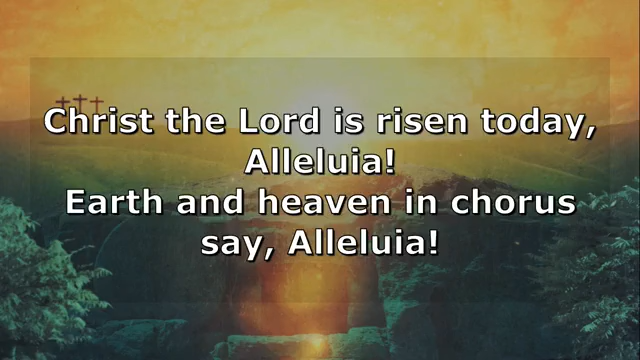 Christ the Lord is risen today,
Alleluia!
Earth and heaven in chorus
say, Alleluia!